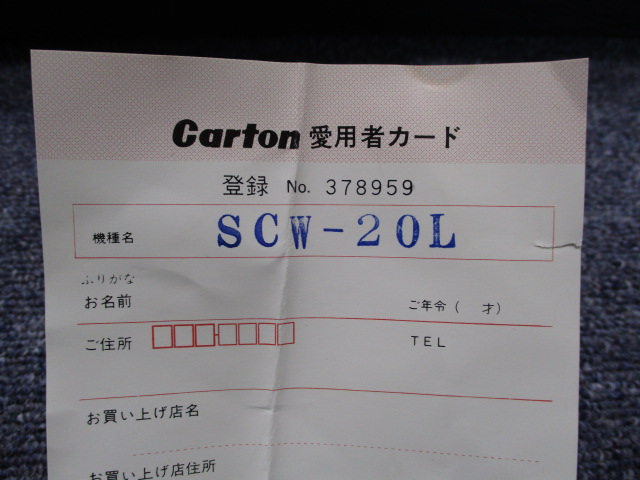 Carton 愛用者カード
登録 No. 378959
機種名 SCW-20L
ふりがな
お名前 ご年令( 才)
ご住所 TEL
お買い上げ店名
お買い上げ店住所